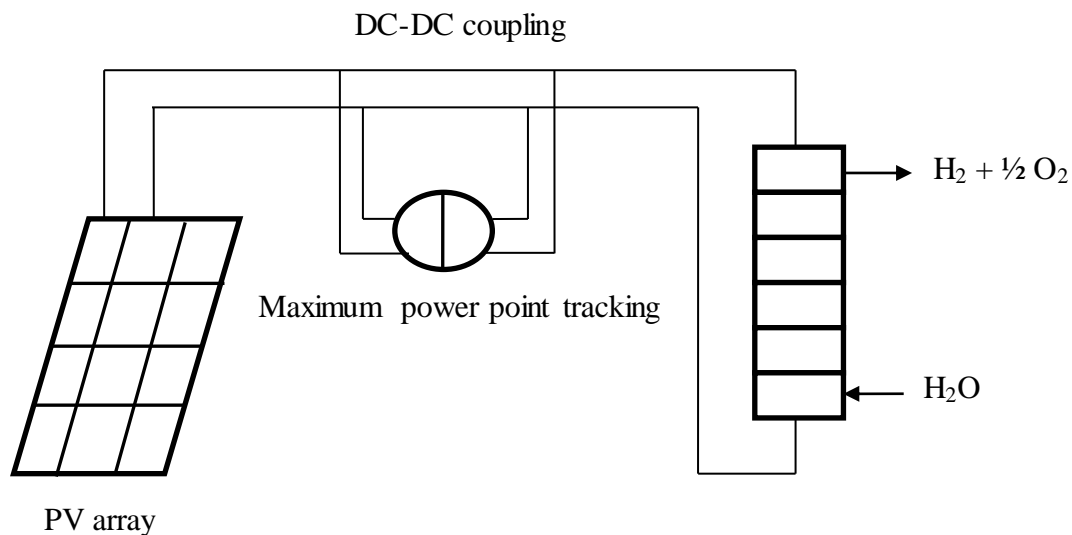 DC-DC coupling
H₂ + ½ O₂
Maximum power point tracking
H₂O
PV array